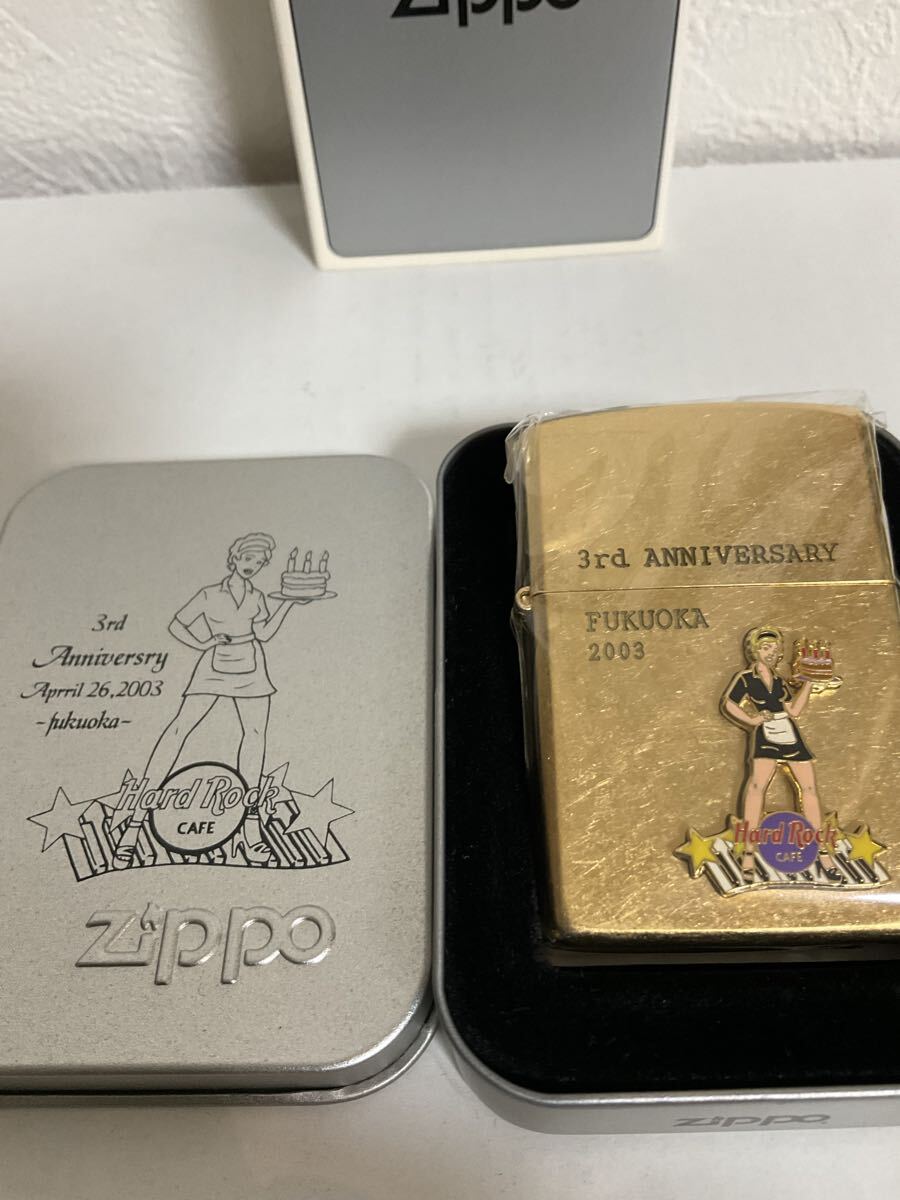 Zippo
3rd
Anniversry
Aprril 26,2003
-fukuoka-
Hard Rock
CAFE
Zippo
3rd ANNIVERSARY
FUKUOKA
2003
Hard Rock
CAFE
Zippo